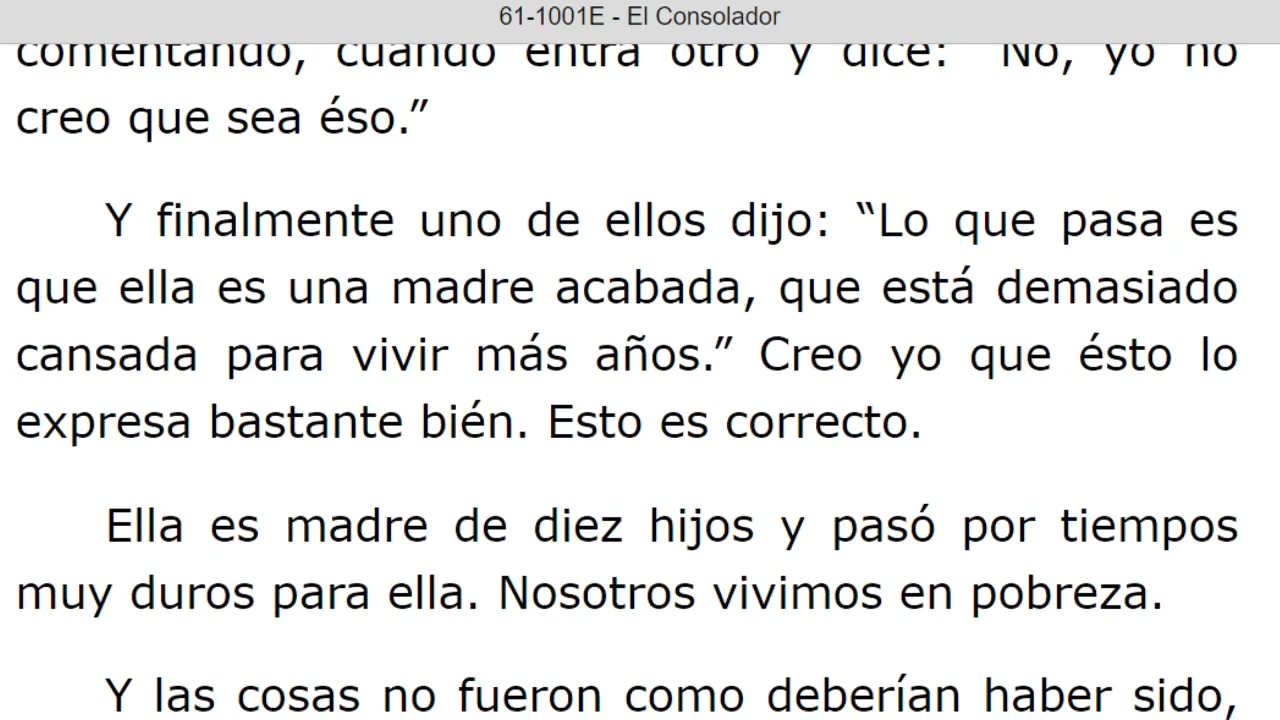 61-1001E - El Consolador
comentando, cuando entra otro y dice: “No, yo no
creo que sea éso.”
Y finalmente uno de ellos dijo: “Lo que pasa es
que ella es una madre acabada, que está demasiado
cansada para vivir más años.” Creo yo que ésto lo
expresa bastante bién. Esto es correcto.
Ella es madre de diez hijos y pasó por tiempos
muy duros para ella. Nosotros vivimos en pobreza.
Y las cosas no fueron como deberían haber sido,